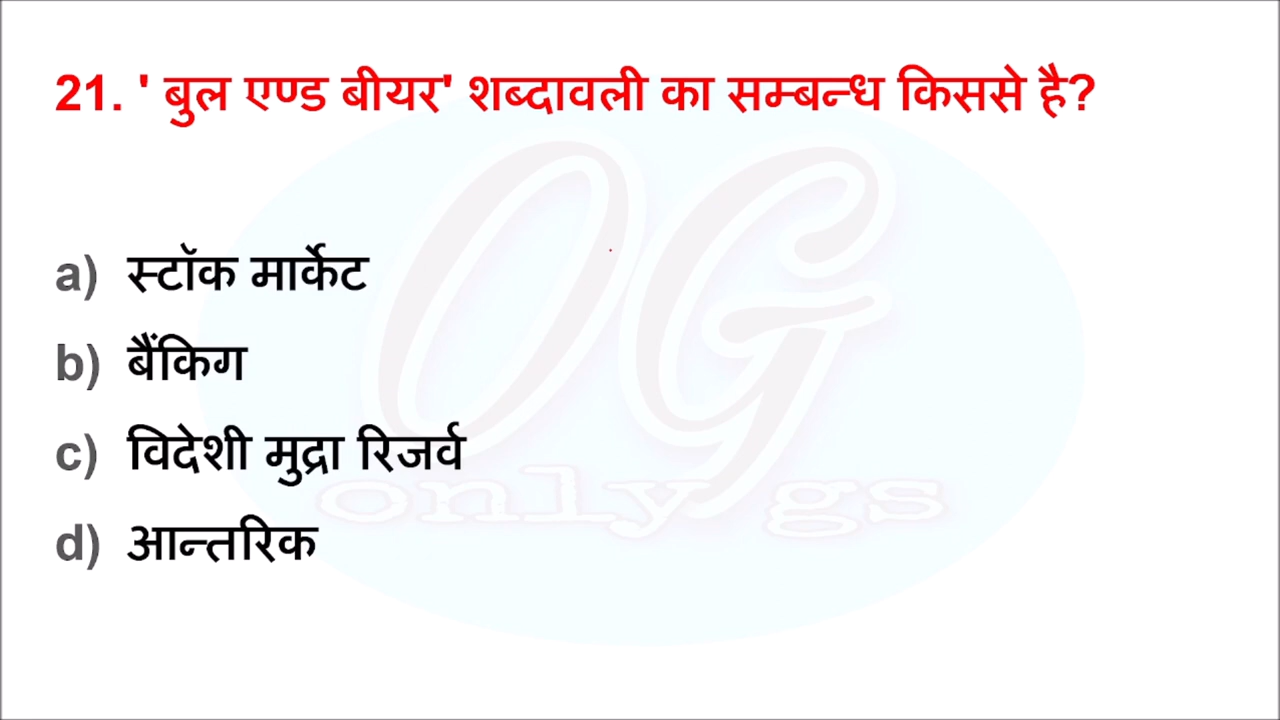 21. ' बुल एण्ड बीयर' शब्दावली का सम्बन्ध किससे है?
a) स्टॉक मार्केट
b) बैंकिग
c) विदेशी मुद्रा रिजर्व
d) आन्तरिक
OG
only gs